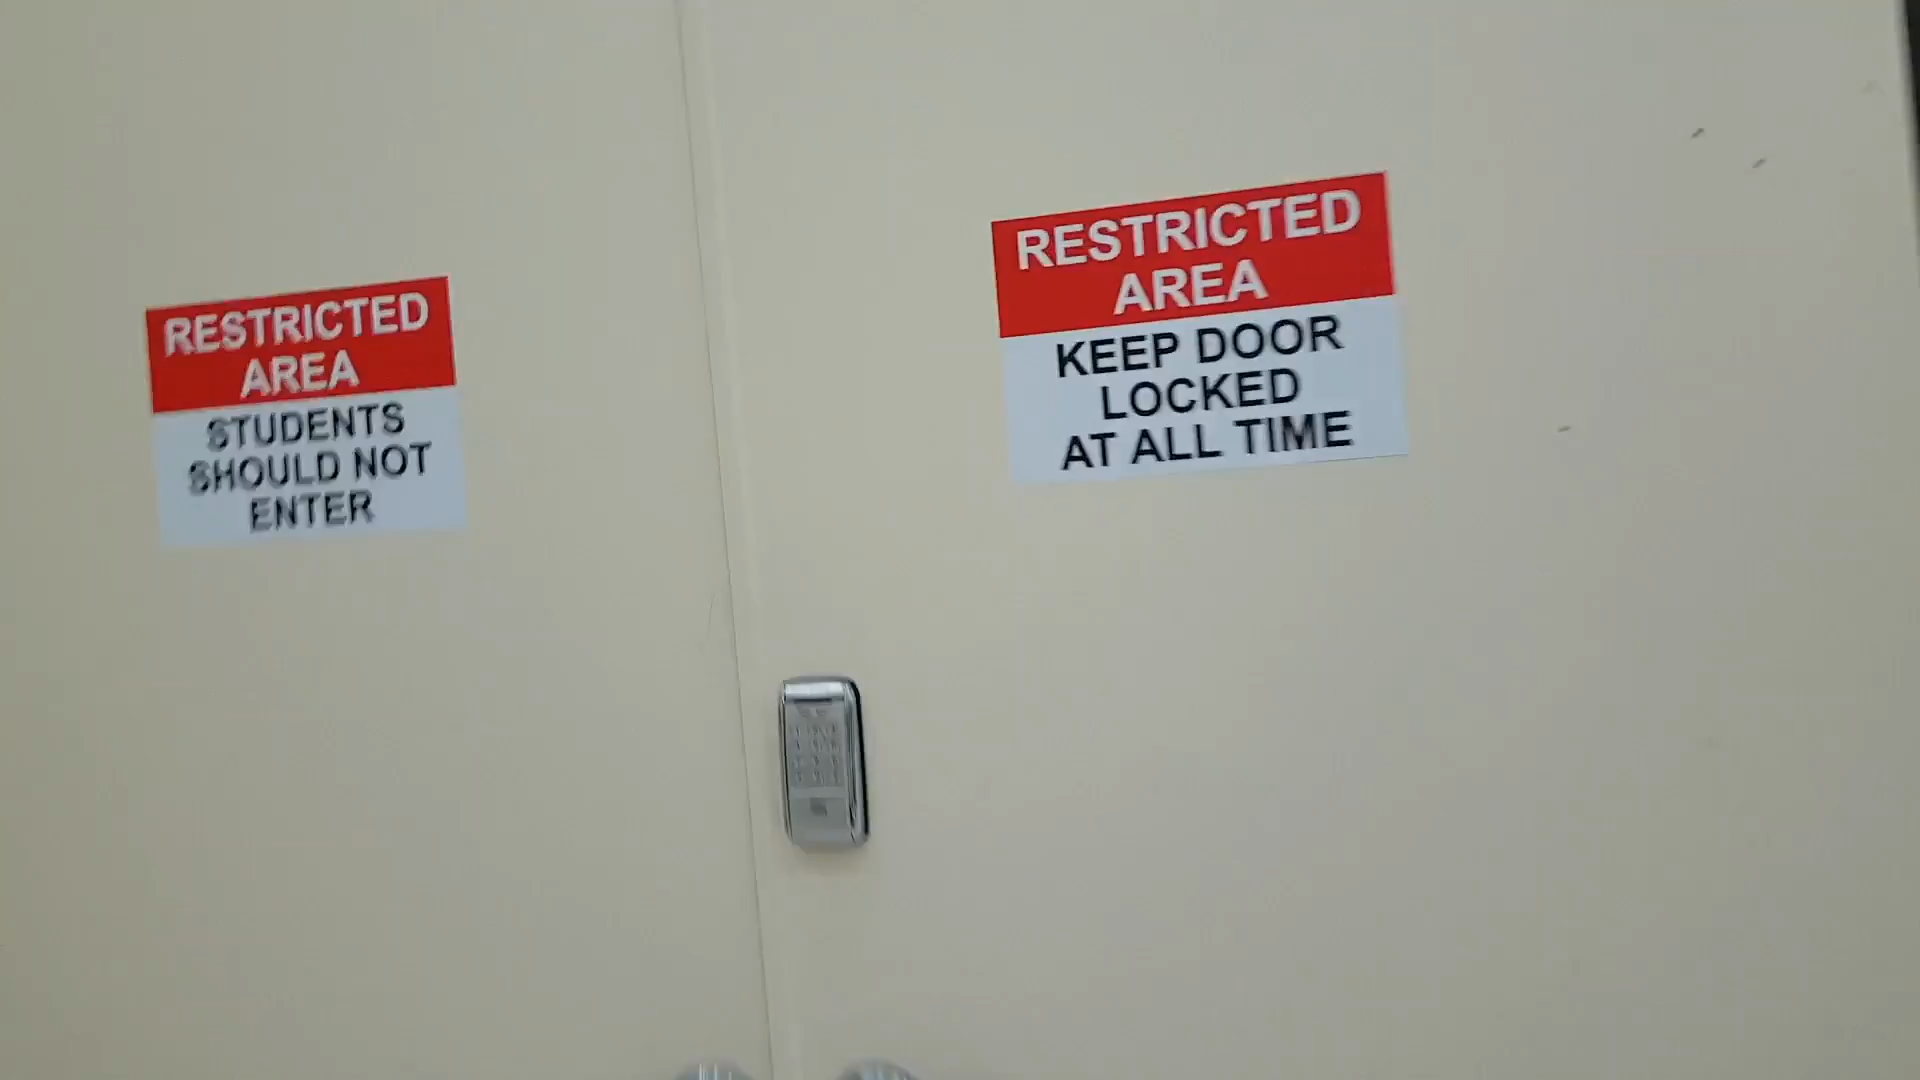 RESTRICTED
AREA
STUDENTS
SHOULD NOT
ENTER
RESTRICTED
AREA
KEEP DOOR
LOCKED
AT ALL TIME